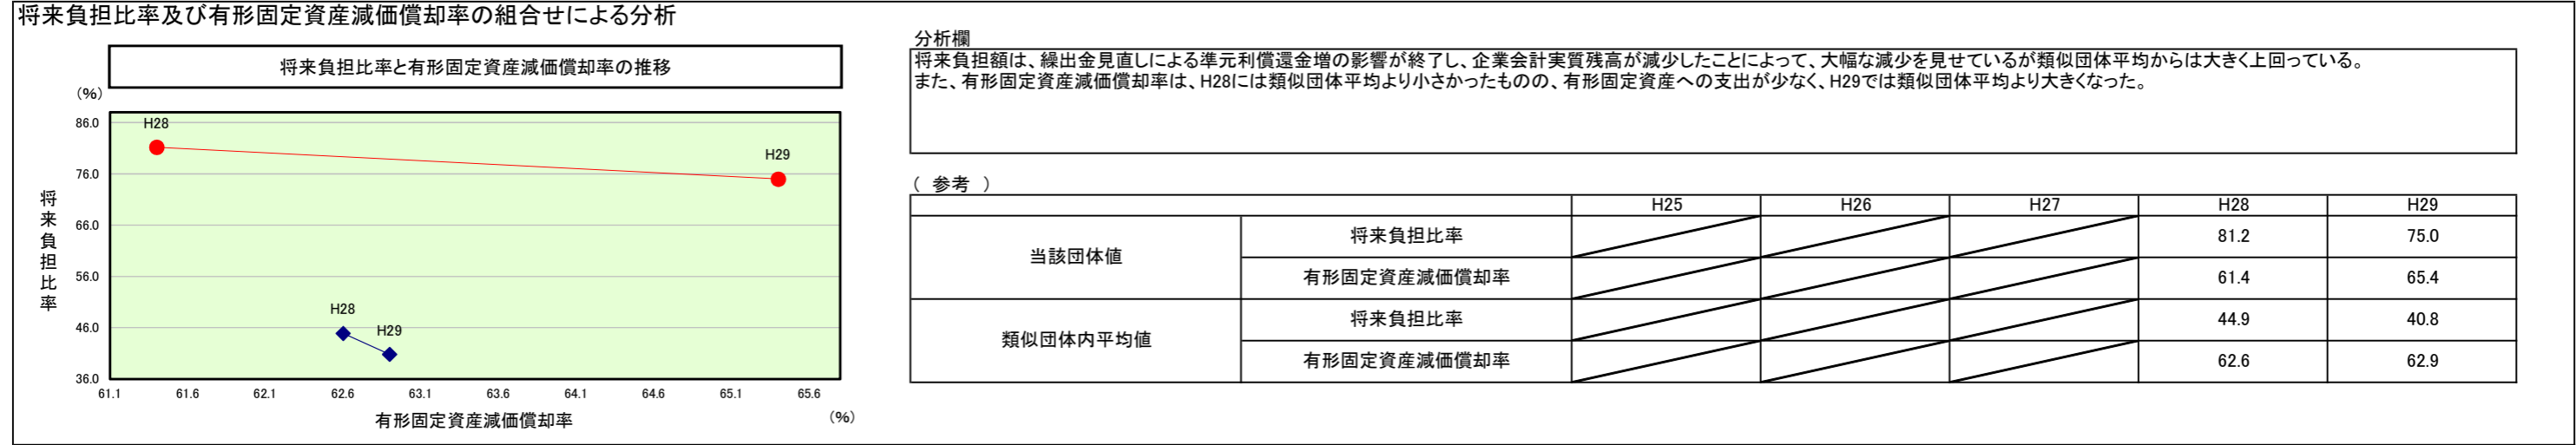 将来負担比率及び有形固定資産減価償却率の組合せによる分析
将来負担比率と有形固定資産減価償却率の推移
(%)
86.0
76.0
66.0
56.0
46.0
36.0
将来負担比率
H28
H29
H28
H29
61.1 61.6 62.1 62.6 63.1 63.6 64.1 64.6 65.1 65.6
有形固定資産減価償却率
(%)
分析欄
将来負担額は、繰出金見直しによる準元利償還金増の影響が終了し、企業会計実質残高が減少したことによって、大幅な減少を見せているが類似団体平均からは大きく上回っている。
また、有形固定資産減価償却率は、H28には類似団体平均より小さかったものの、有形固定資産への支出が少なく、H29では類似団体平均より大きくなった。
( 参考 )
H25 H26 H27 H28 H29
当該団体値
将来負担比率 81.2 75.0
有形固定資産減価償却率 61.4 65.4
類似団体内平均値
将来負担比率 44.9 40.8
有形固定資産減価償却率 62.6 62.9